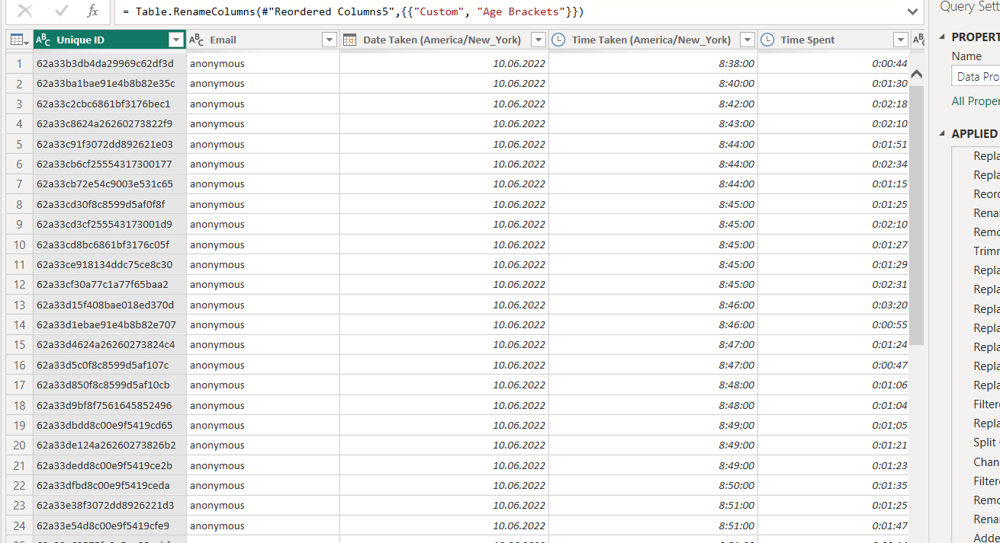 fx = Table.RenameColumns(#"Reordered Columns5",{{"Custom", "Age Brackets"}}) Query Sett
ABC Unique ID ABC Email Date Taken (America/New_York) Time Taken (America/New_York) Time Spent ABC
1 62a33b3db4da29969c62df3d anonymous 10.06.2022 8:38:00 0:00:44
2 62a33ba1bae91e4b8b82e35c anonymous 10.06.2022 8:40:00 0:01:30
3 62a33c2cbc6861bf3176bec1 anonymous 10.06.2022 8:42:00 0:02:18
4 62a33c8624a26260273822f9 anonymous 10.06.2022 8:43:00 0:02:10
5 62a33c91f3072dd892621e03 anonymous 10.06.2022 8:44:00 0:01:51
6 62a33cb6cf25554317300177 anonymous 10.06.2022 8:44:00 0:02:34
7 62a33cb72e54c9003e531c65 anonymous 10.06.2022 8:44:00 0:01:15
8 62a33cd30f8c8599d5af0f8f anonymous 10.06.2022 8:45:00 0:01:25
9 62a33cd3cf255543173001d9 anonymous 10.06.2022 8:45:00 0:02:10
10 62a33cd8bc6861bf3176c05f anonymous 10.06.2022 8:45:00 0:01:27
11 62a33ce918134ddc75ce8c30 anonymous 10.06.2022 8:45:00 0:01:29
12 62a33cf30a77c1a77f65baa2 anonymous 10.06.2022 8:45:00 0:02:31
13 62a33d15f408bae018ed370d anonymous 10.06.2022 8:46:00 0:03:20
14 62a33d1ebae91e4b8b82e707 anonymous 10.06.2022 8:46:00 0:00:55
15 62a33d4624a26260273824c4 anonymous 10.06.2022 8:47:00 0:01:24
16 62a33d5c0f8c8599d5af107c anonymous 10.06.2022 8:47:00 0:00:47
17 62a33d850f8c8599d5af10cb anonymous 10.06.2022 8:48:00 0:01:06
18 62a33d9bf8f7561645852496 anonymous 10.06.2022 8:48:00 0:01:04
19 62a33dbdd8c00e9f5419cd65 anonymous 10.06.2022 8:49:00 0:01:05
20 62a33de124a26260273826b2 anonymous 10.06.2022 8:49:00 0:01:21
21 62a33dedd8c00e9f5419ce2b anonymous 10.06.2022 8:49:00 0:01:23
22 62a33dfbd8c00e9f5419ceda anonymous 10.06.2022 8:50:00 0:01:35
23 62a33e38f3072dd8926221d3 anonymous 10.06.2022 8:51:00 0:01:25
24 62a33e54d8c00e9f5419cfe9 anonymous 10.06.2022 8:51:00 0:01:47
PROPERT
Name
Data Pro
All Proper
APPLIED
Repla
Repla
Reord
Rena
Remo
Trimm
Repla
Repla
Repla
Repla
Repla
Repla
Repla
Filtere
Repla
Split
Chan
Filtere
Remo
Rena
Adde